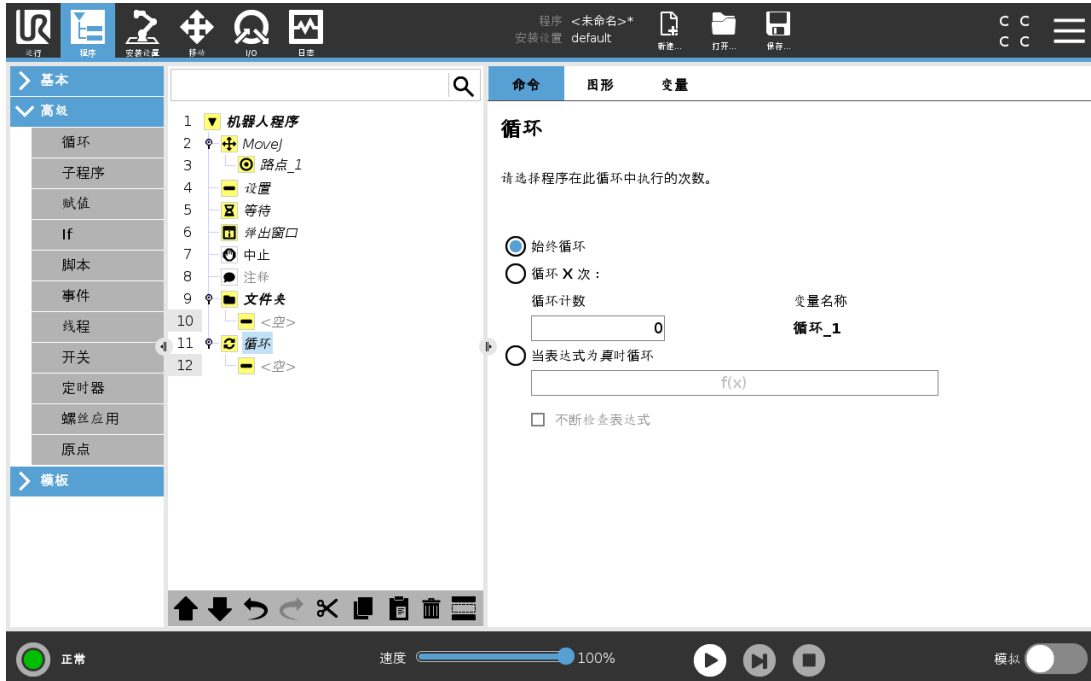 UR
运行
程序
安装设置
移动
I/O
日志
程序 <未命名>*
安装设置 default
新建...
打开...
保存...
C C
C C
基本
高级
循环
子程序
赋值
If
脚本
事件
线程
开关
定时器
螺丝应用
原点
模板
1 机器人程序
2 MoveJ
3 路点_1
4 设置
5 等待
6 弹出窗口
7 中止
8 注释
9 文件夹
10 <空>
11 循环
12 <空>
命令 图形 变量
循环
请选择程序在此循环中执行的次数。
始终循环
循环 X 次：
循环计数 变量名称
0 循环_1
当表达式为真时循环
f(x)
不断检查表达式
正常
速度 100%
模拟